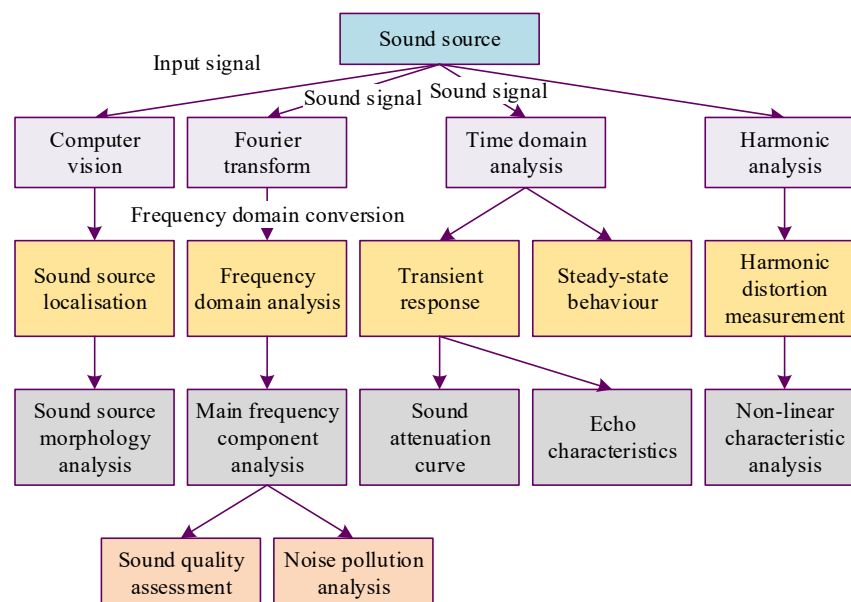 Sound source
Input signal
Sound signal
Sound signal
Computer
vision
Fourier
transform
Time domain
analysis
Harmonic
analysis
Frequency domain conversion
Sound source
localisation
Frequency
domain analysis
Transient
response
Steady-state
behaviour
Harmonic
distortion
measurement
Sound source
morphology
analysis
Main frequency
component
analysis
Sound
attenuation
curve
Echo
characteristics
Non-linear
characteristic
analysis
Sound quality
assessment
Noise pollution
analysis